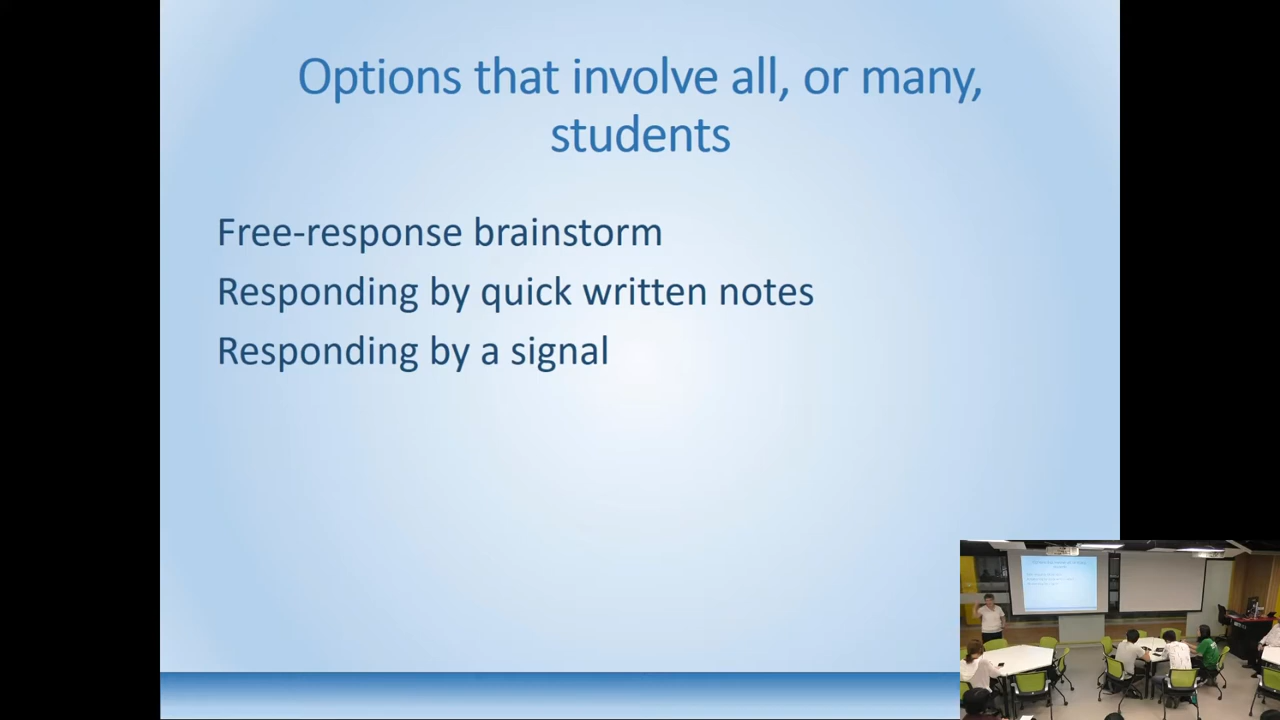 Options that involve all, or many,
students
Free-response brainstorm
Responding by quick written notes
Responding by a signal